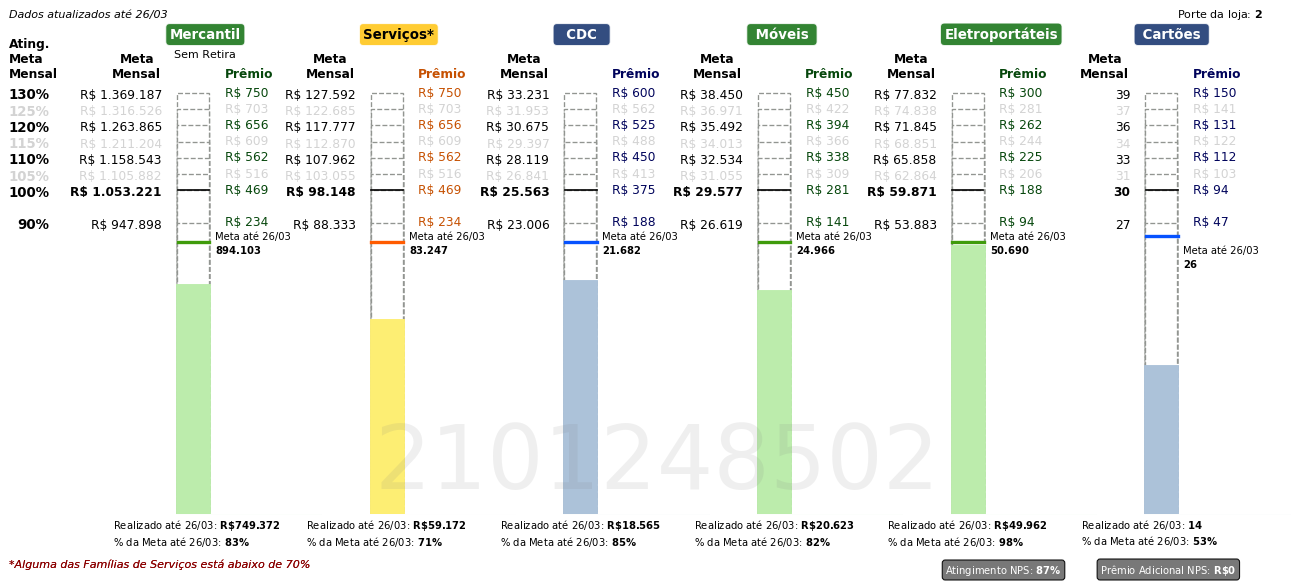 Dados atualizados até 26/03 Porte da loja: 2
Mercantil Serviços* CDC Móveis Eletroportáteis Cartões
Sem Retira
Ating. Meta Mensal Meta Mensal Prêmio Meta Mensal Prêmio Meta Mensal Prêmio Meta Mensal Prêmio Meta Mensal Prêmio Meta Mensal Prêmio
130% R$ 1.369.187 R$ 750 R$ 127.592 R$ 750 R$ 33.231 R$ 600 R$ 38.450 R$ 450 R$ 77.832 R$ 300 39 R$ 150
125% R$ 1.316.526 R$ 703 R$ 122.685 R$ 703 R$ 31.953 R$ 562 R$ 36.971 R$ 422 R$ 74.838 R$ 281 37 R$ 141
120% R$ 1.263.865 R$ 656 R$ 117.777 R$ 656 R$ 30.675 R$ 525 R$ 35.492 R$ 394 R$ 71.845 R$ 262 36 R$ 131
115% R$ 1.211.204 R$ 609 R$ 112.870 R$ 609 R$ 29.397 R$ 488 R$ 34.013 R$ 366 R$ 68.851 R$ 244 34 R$ 122
110% R$ 1.158.543 R$ 562 R$ 107.962 R$ 562 R$ 28.119 R$ 450 R$ 32.534 R$ 338 R$ 65.858 R$ 225 33 R$ 112
105% R$ 1.105.882 R$ 516 R$ 103.055 R$ 516 R$ 26.841 R$ 413 R$ 31.055 R$ 309 R$ 62.864 R$ 206 31 R$ 103
100% R$ 1.053.221 R$ 469 R$ 98.148 R$ 469 R$ 25.563 R$ 375 R$ 29.577 R$ 281 R$ 59.871 R$ 188 30 R$ 94
90% R$ 947.898 R$ 234 R$ 88.333 R$ 234 R$ 23.006 R$ 188 R$ 26.619 R$ 141 R$ 53.883 R$ 94 27 R$ 47
Meta até 26/03 Meta até 26/03 Meta até 26/03 Meta até 26/03 Meta até 26/03 Meta até 26/03
894.103 83.247 21.682 24.966 50.690 26
2101248502
Realizado até 26/03: R$749.372 Realizado até 26/03: R$59.172 Realizado até 26/03: R$18.565 Realizado até 26/03: R$20.623 Realizado até 26/03: R$49.962 Realizado até 26/03: 14
% da Meta até 26/03: 83% % da Meta até 26/03: 71% % da Meta até 26/03: 85% % da Meta até 26/03: 82% % da Meta até 26/03: 98% % da Meta até 26/03: 53%
*Alguma das Famílias de Serviços está abaixo de 70% Atingimento NPS: 87% Prêmio Adicional NPS: R$0